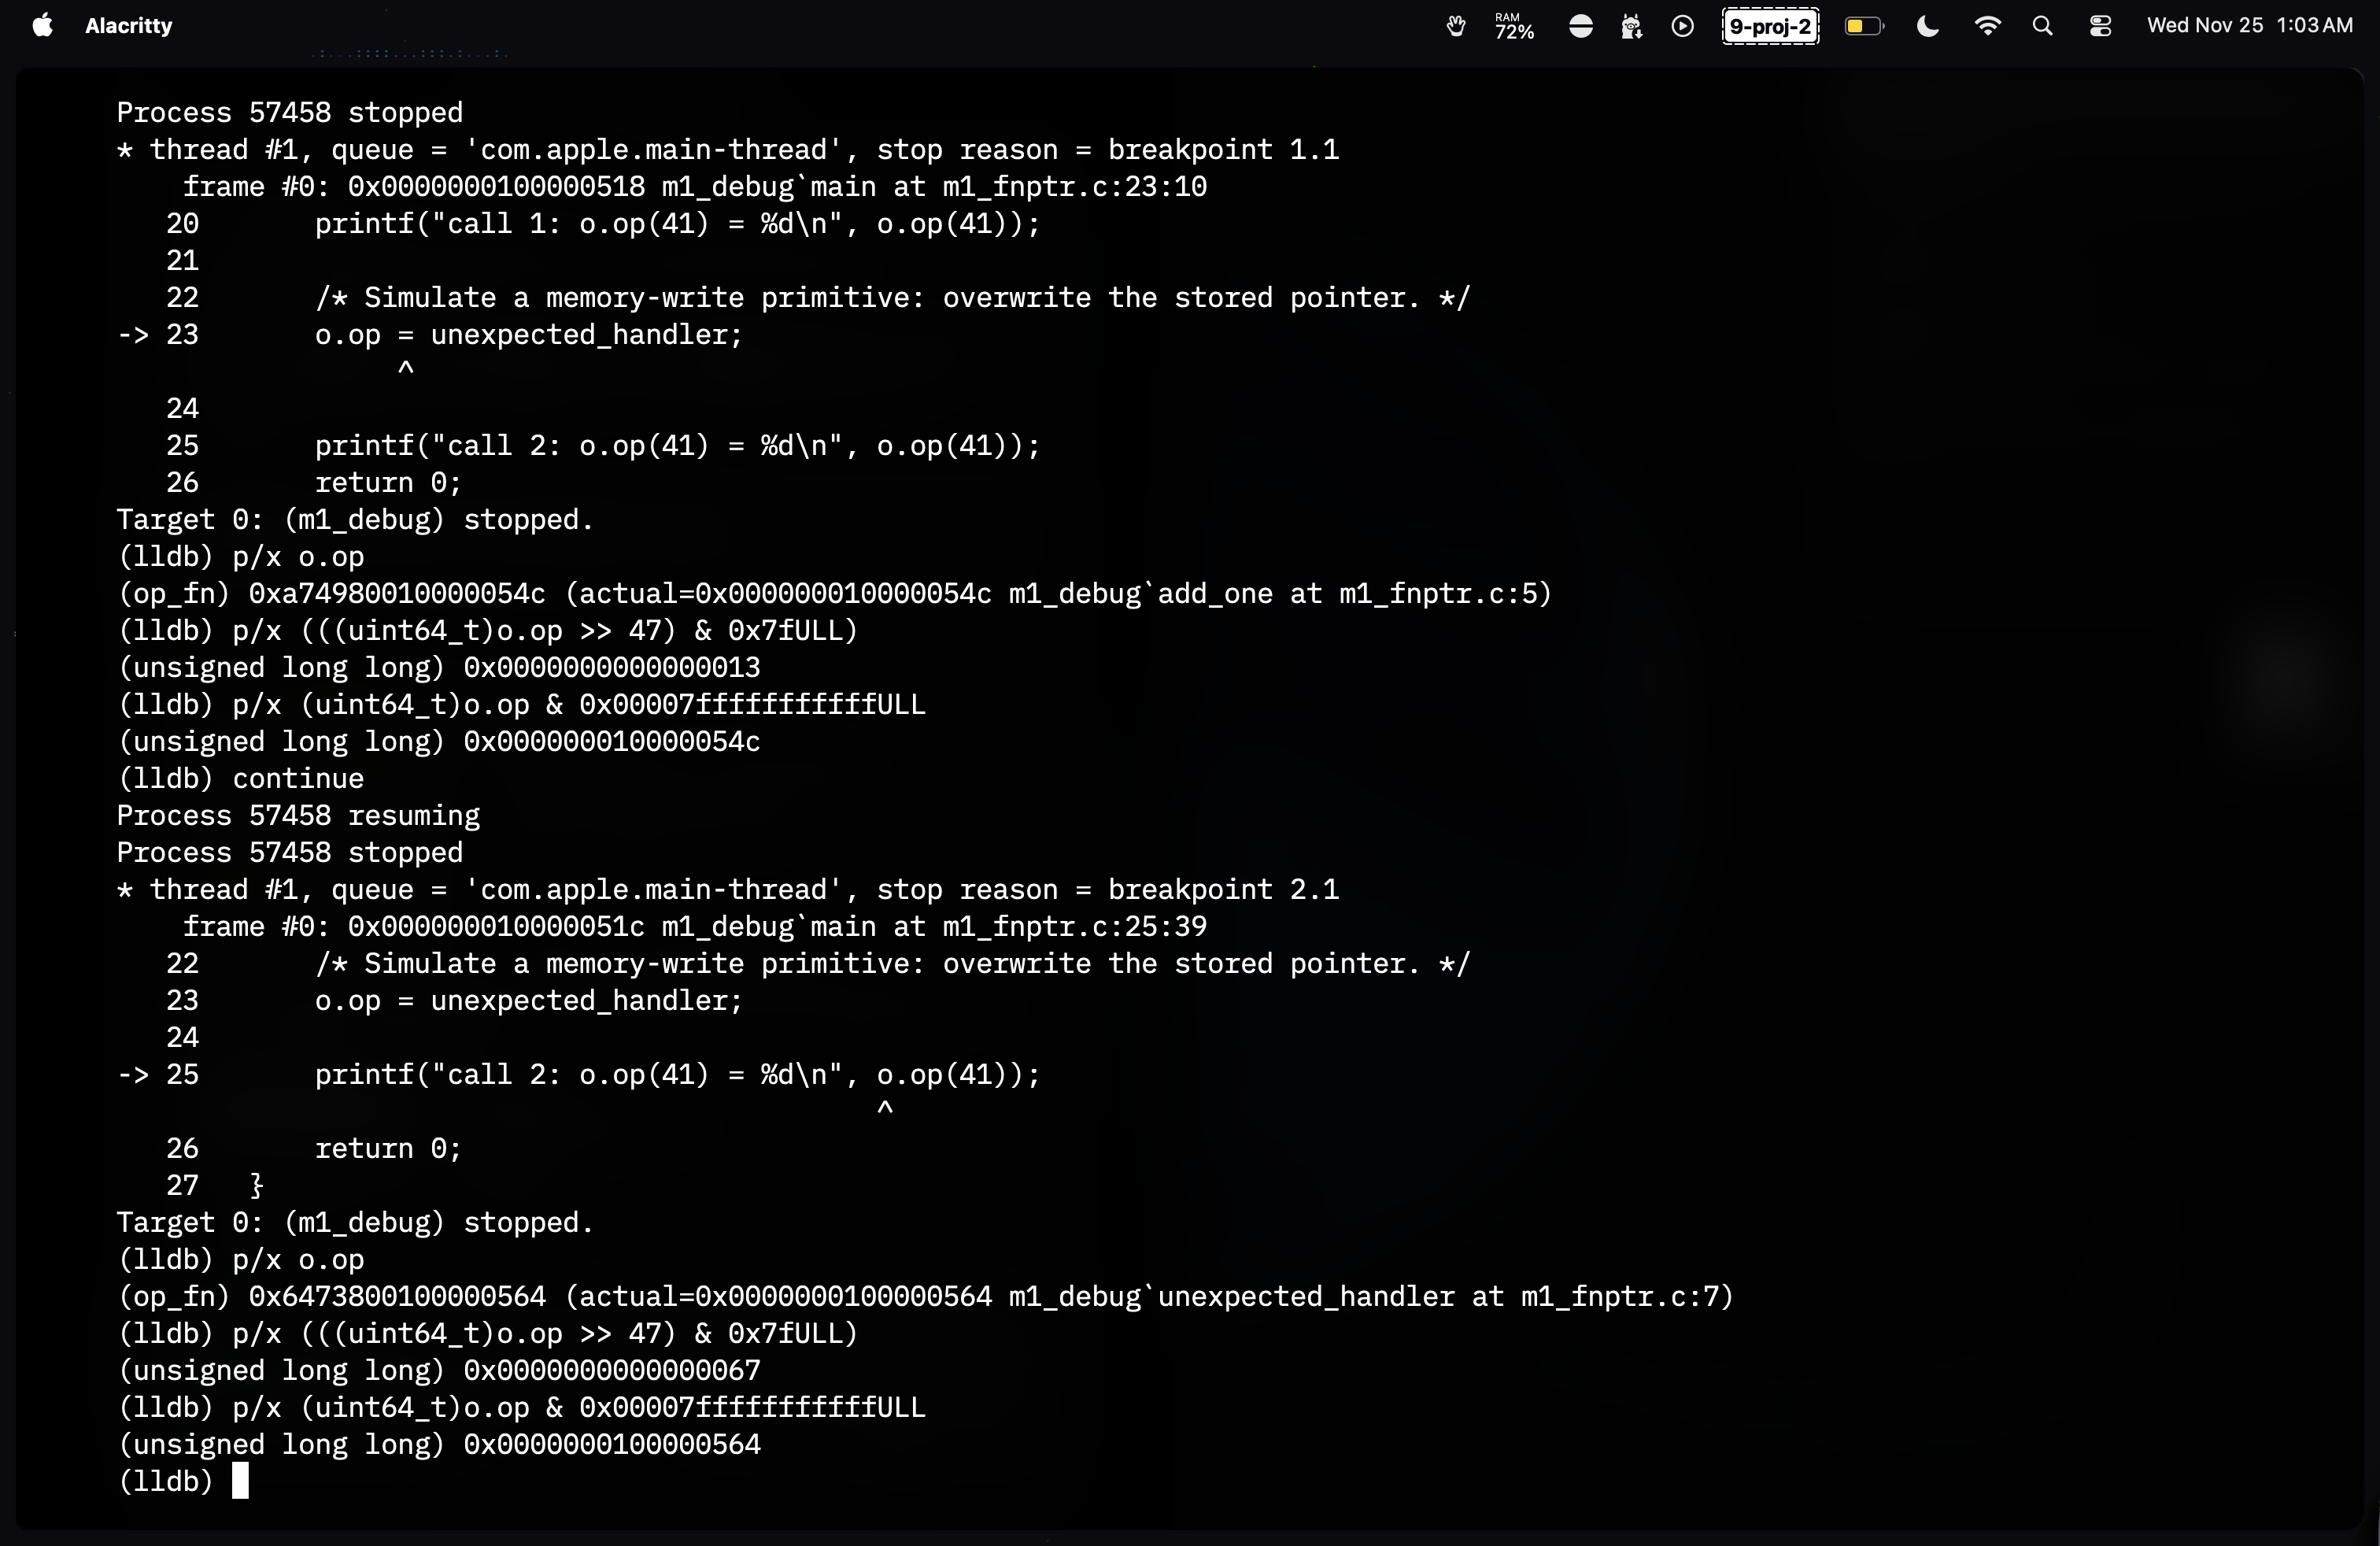 Alacritty RAM 72% 9-proj-2 Wed Nov 25 1:03 AM
Process 57458 stopped
* thread #1, queue = 'com.apple.main-thread', stop reason = breakpoint 1.1
    frame #0: 0x0000000100000518 m1_debug`main at m1_fnptr.c:23:10
   20       printf("call 1: o.op(41) = %d\n", o.op(41));
   21
   22       /* Simulate a memory-write primitive: overwrite the stored pointer. */
-> 23       o.op = unexpected_handler;
                 ^
   24
   25       printf("call 2: o.op(41) = %d\n", o.op(41));
   26       return 0;
Target 0: (m1_debug) stopped.
(lldb) p/x o.op
(op_fn) 0xa74980010000054c (actual=0x000000010000054c m1_debug`add_one at m1_fnptr.c:5)
(lldb) p/x (((uint64_t)o.op >> 47) & 0x7fULL)
(unsigned long long) 0x0000000000000013
(lldb) p/x (uint64_t)o.op & 0x00007fffffffffffULL
(unsigned long long) 0x000000010000054c
(lldb) continue
Process 57458 resuming
Process 57458 stopped
* thread #1, queue = 'com.apple.main-thread', stop reason = breakpoint 2.1
    frame #0: 0x000000010000051c m1_debug`main at m1_fnptr.c:25:39
   22       /* Simulate a memory-write primitive: overwrite the stored pointer. */
   23       o.op = unexpected_handler;
   24
-> 25       printf("call 2: o.op(41) = %d\n", o.op(41));
                                              ^
   26       return 0;
   27   }
Target 0: (m1_debug) stopped.
(lldb) p/x o.op
(op_fn) 0x6473800100000564 (actual=0x0000000100000564 m1_debug`unexpected_handler at m1_fnptr.c:7)
(lldb) p/x (((uint64_t)o.op >> 47) & 0x7fULL)
(unsigned long long) 0x0000000000000067
(lldb) p/x (uint64_t)o.op & 0x00007fffffffffffULL
(unsigned long long) 0x0000000100000564
(lldb)